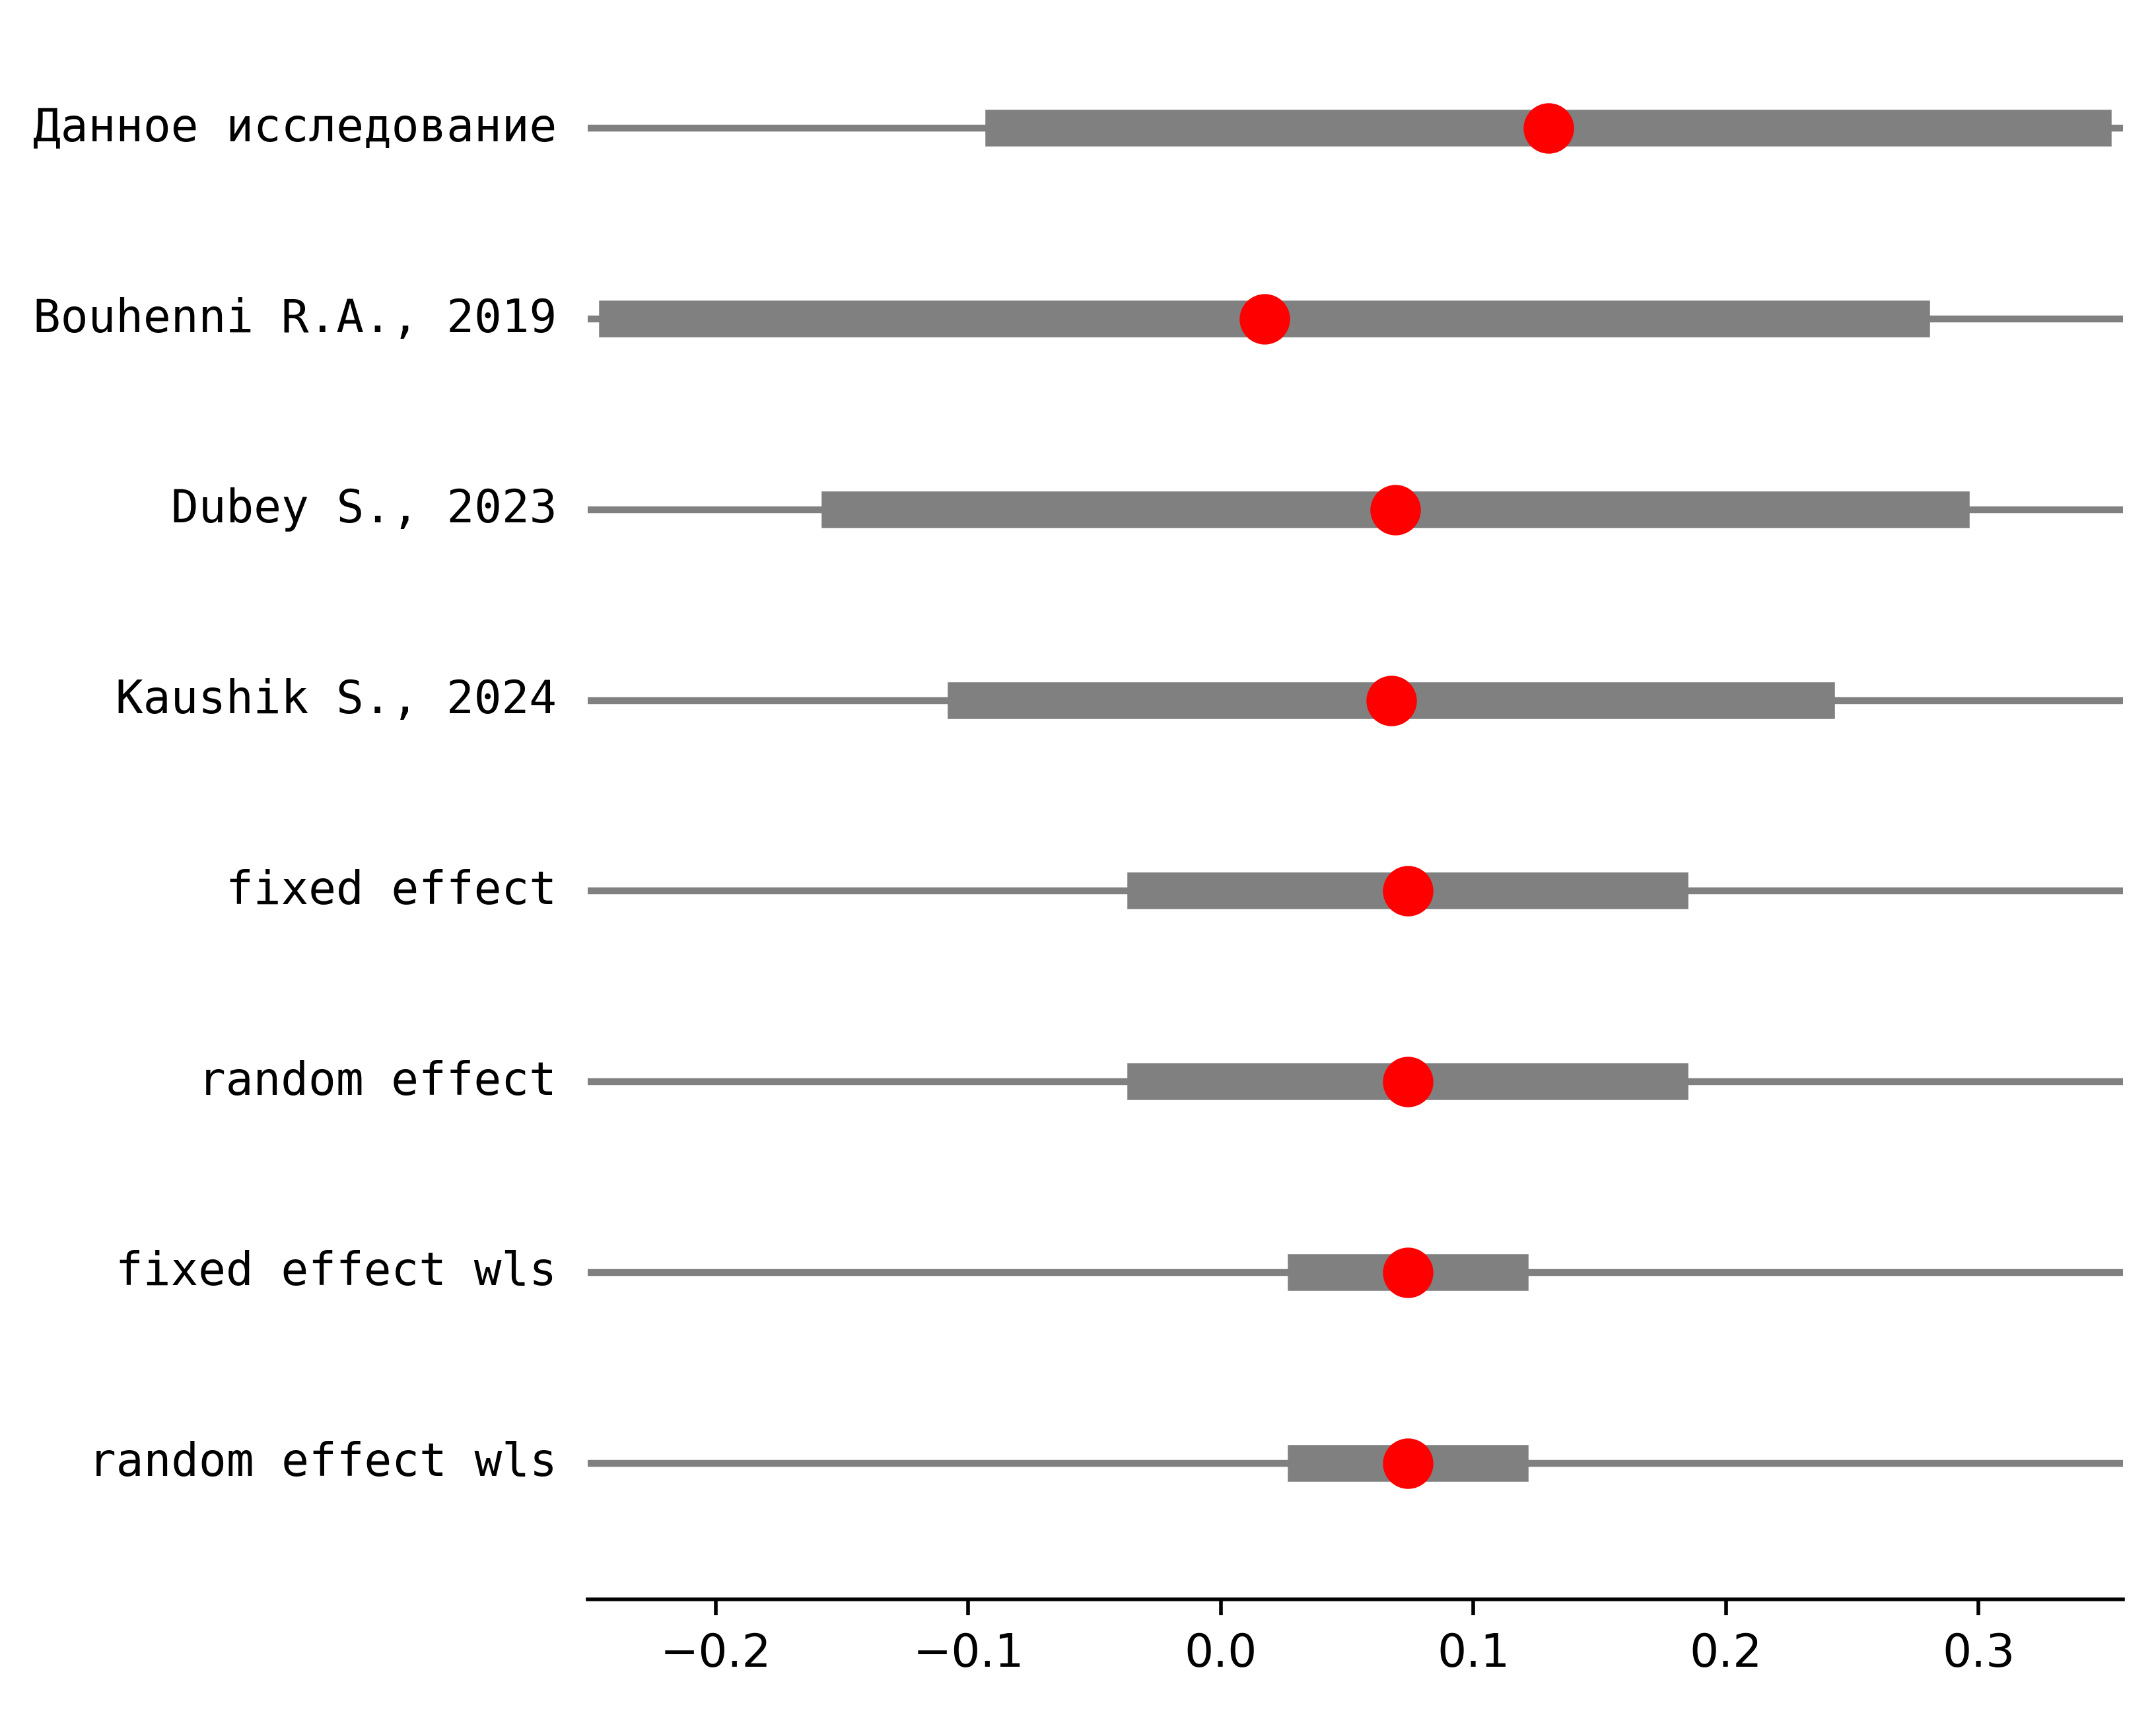 Данное исследование
Bouhenni R.A., 2019
Dubey S., 2023
Kaushik S., 2024
fixed effect
random effect
fixed effect wls
random effect wls
−0.2 −0.1 0.0 0.1 0.2 0.3